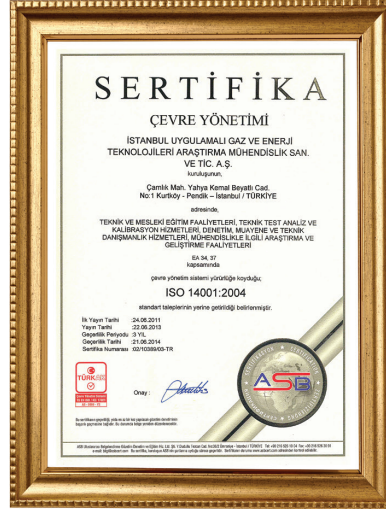 SERTİFİKA
ÇEVRE YÖNETİMİ
İSTANBUL UYGULAMALI GAZ VE ENERJİ
TEKNOLOJİLERİ ARAŞTIRMA MÜHENDİSLİK SAN.
VE TİC. A.Ş.
kuruluşunun,
Çamlık Mah. Yahya Kemal Beyatlı Cad.
No:1 Kurtköy - Pendik – İstanbul / TÜRKİYE
adresinde,
TEKNİK VE MESLEKİ EĞİTİM FAALİYETLERİ, TEKNİK TEST ANALİZ VE
KALİBRASYON HİZMETLERİ, DENETİM, MUAYENE VE TEKNİK
DANIŞMANLIK HİZMETLERİ, MÜHENDİSLİKLE İLGİLİ ARAŞTIRMA VE
GELİŞTİRME FAALİYETLERİ
EA 34, 37
kapsamında
çevre yönetim sistemi yürürlüğe koyduğu,
ISO 14001:2004
standart taleplerinin yerine getirildiği belirlenmiştir.
İlk Yayın Tarihi :24.06.2011
Yayın Tarihi :22.06.2013
Geçerlilik Periyodu :3 YIL
Geçerlilik Tarihi :21.06.2014
Sertifika Numarası :02/10389/03-TR
TÜRKAK
Onay :
ASB